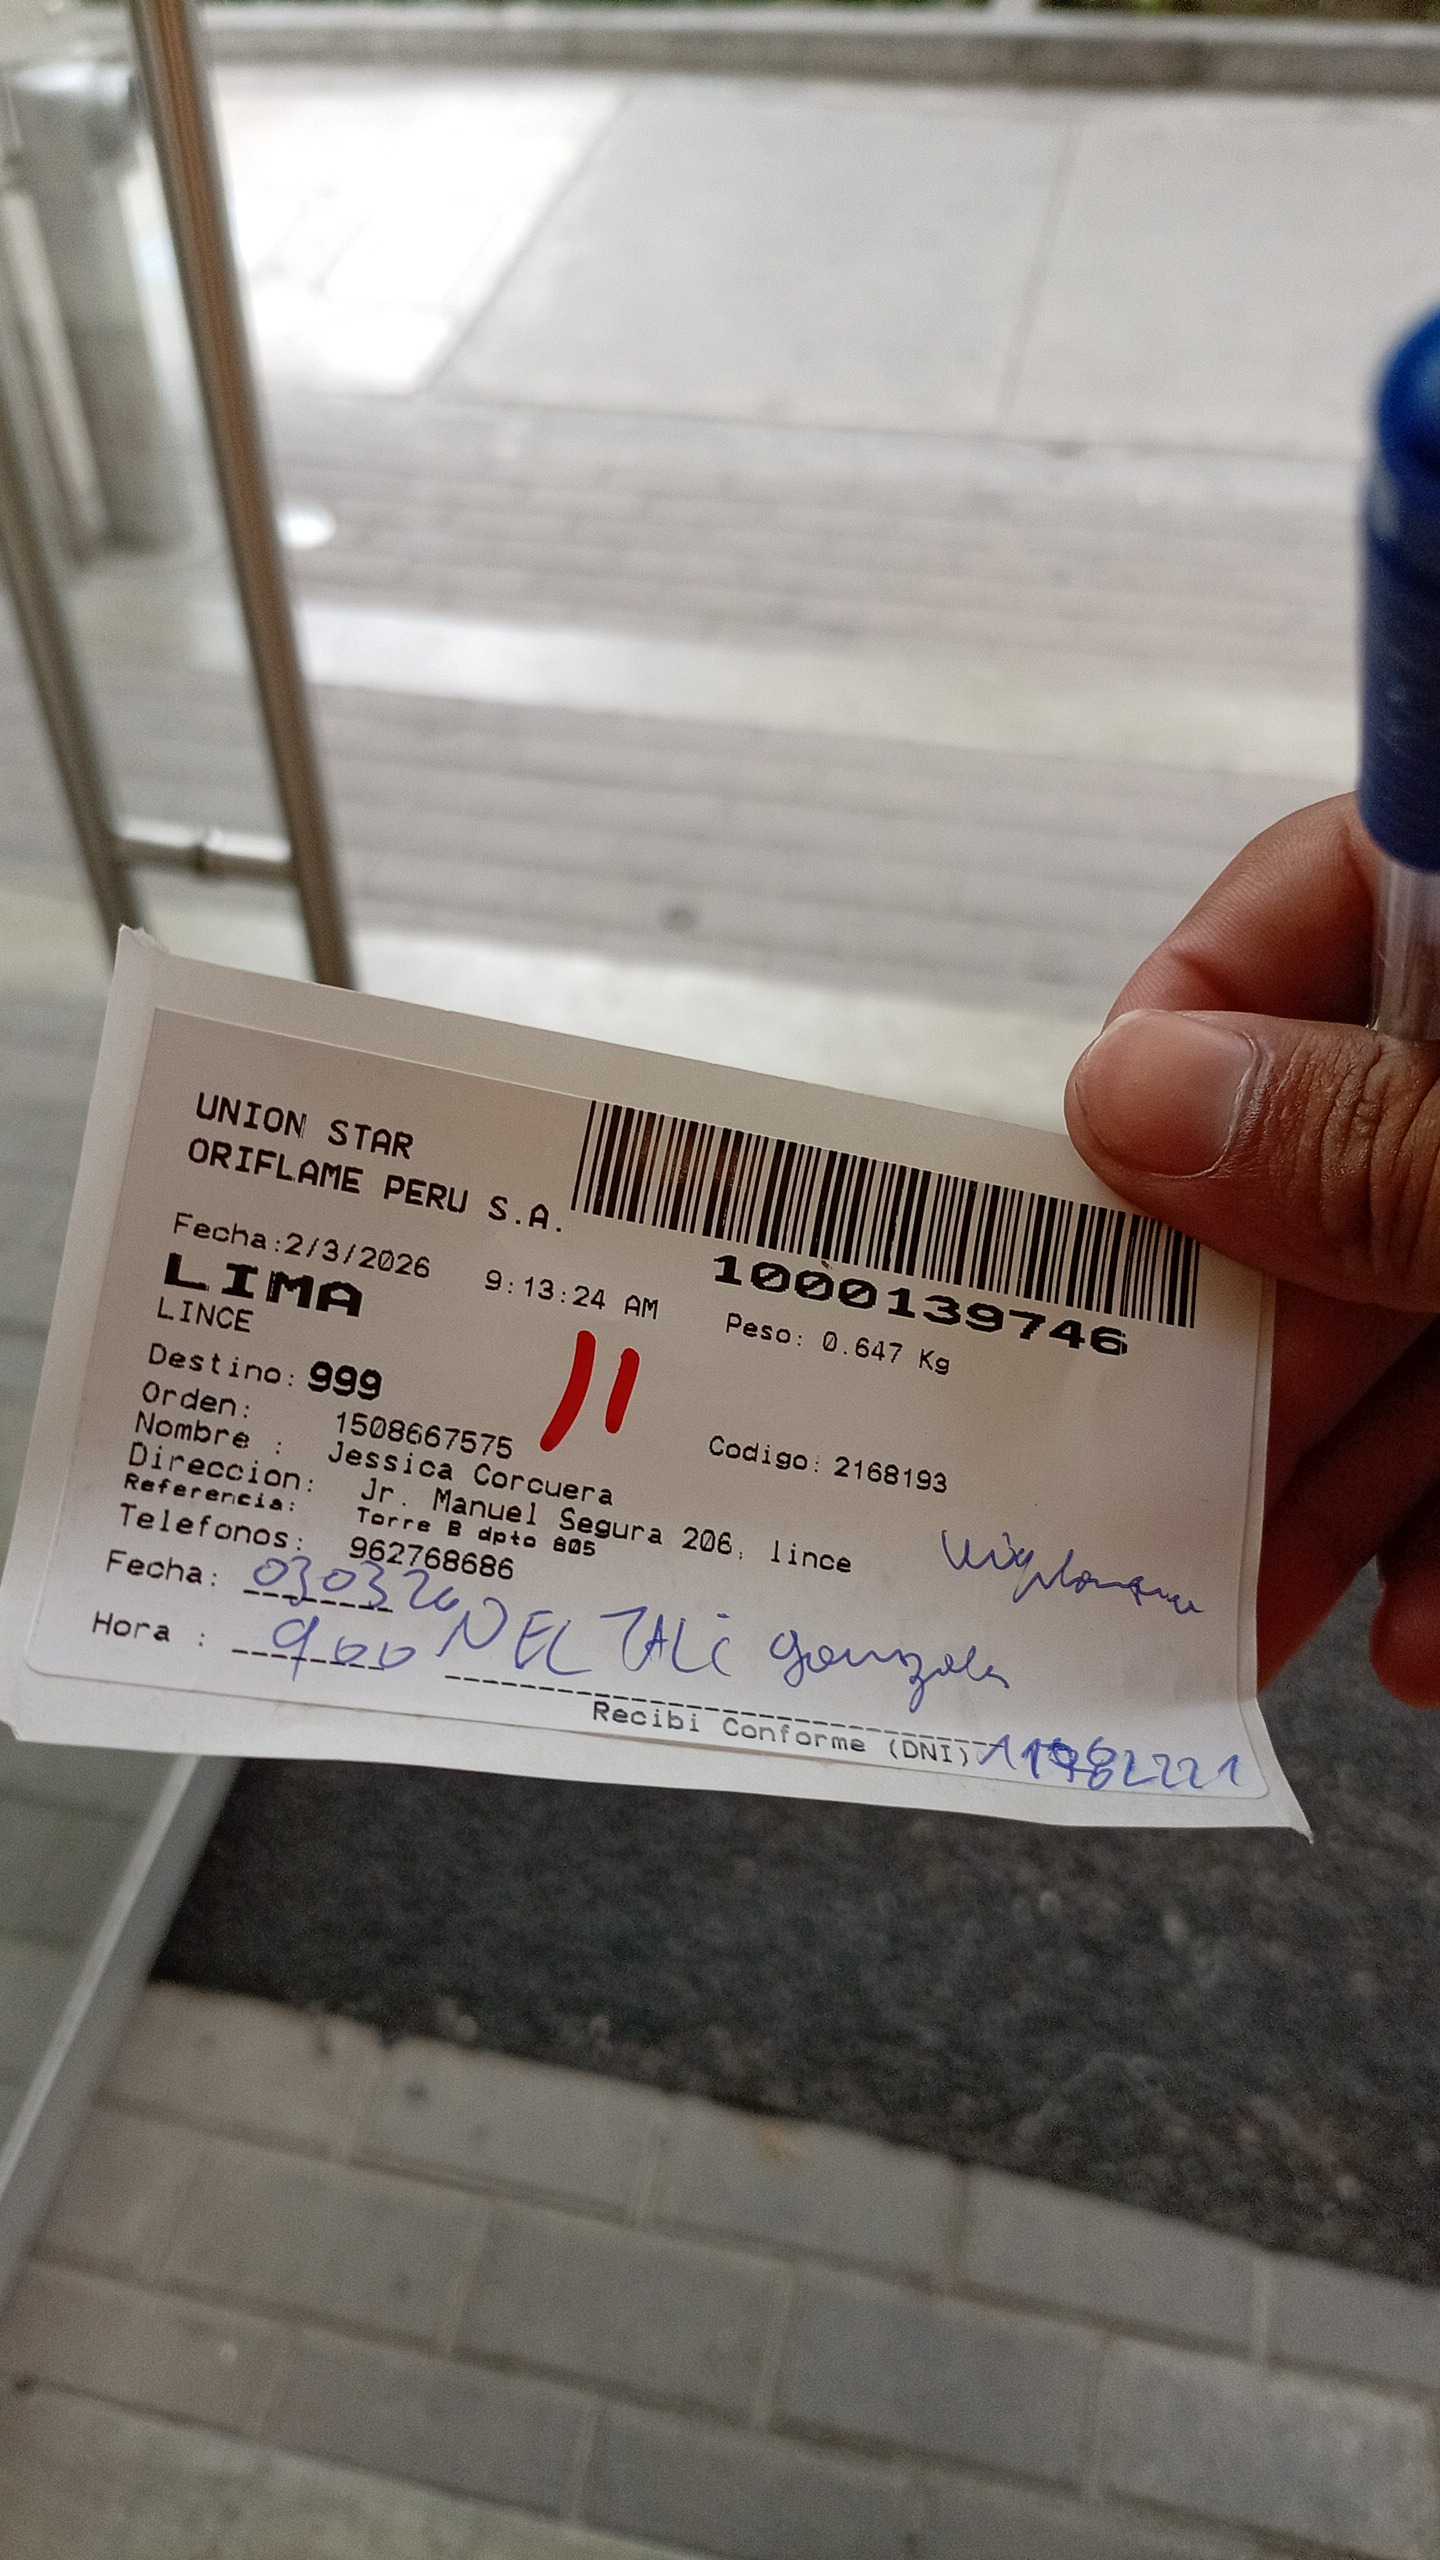 UNION STAR
ORIFLAME PERU S.A.
1000139746
Fecha:2/3/2026 9:13:24 AM Peso: 0.647 Kg
LIMA
LINCE
Destino: 999
Orden: 1508667575 Codigo: 2168193
Nombre : Jessica Corcuera
Direccion: Jr. Manuel Segura 206, lince
Referencia: Torre B dpto 805
Telefonos: 962768686
Fecha: 030326
Hora : 900 NELTALi gonzales
Recibi Conforme (DNI)